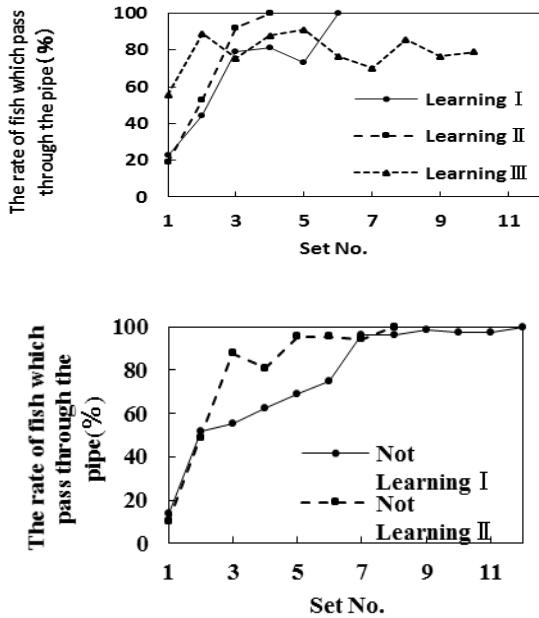 The rate of fish which pass
through the pipe(%)
100
80
60
40
20
0
Learning Ⅰ
Learning Ⅱ
Learning Ⅲ
1 3 5 7 9 11
Set No.
The rate of fish which
pass through the
pipe(%)
100
80
60
40
20
0
Not
Learning Ⅰ
Not
Learning Ⅱ
1 3 5 7 9 11
Set No.